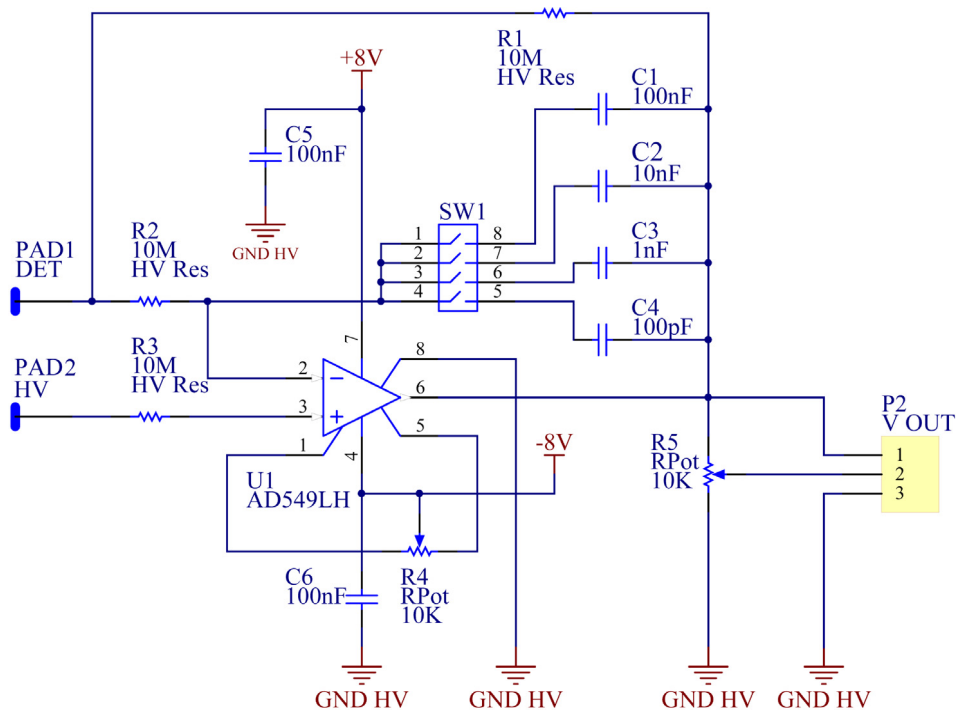 R1
10M
HV Res
+8V
C1
100nF
C5
100nF
C2
10nF
GND HV
SW1
1
2
3
4
8
7
6
5
R2
10M
HV Res
C3
1nF
PAD1
DET
C4
100pF
R3
10M
HV Res
PAD2
HV
7
2
3
8
6
5
1
4
U1
AD549LH
-8V
R5
RPot
10K
P2
V OUT
1
2
3
C6
100nF
R4
RPot
10K
GND HV
GND HV
GND HV
GND HV